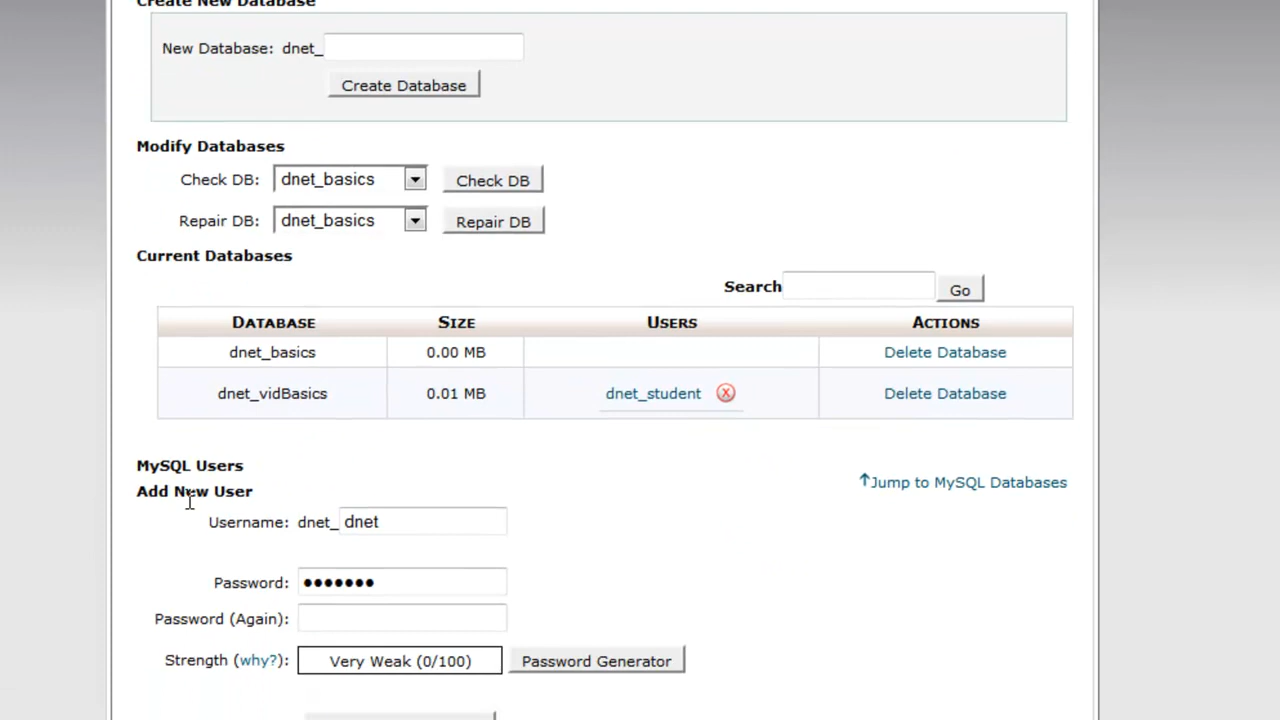 Create New Database
New Database: dnet_
Create Database
Modify Databases
Check DB: dnet_basics Check DB
Repair DB: dnet_basics Repair DB
Current Databases
Search Go
DATABASE SIZE USERS ACTIONS
dnet_basics 0.00 MB Delete Database
dnet_vidBasics 0.01 MB dnet_student Delete Database
MySQL Users
Jump to MySQL Databases
Add New User
Username: dnet_ dnet
Password: •••••••
Password (Again):
Strength (why?): Very Weak (0/100) Password Generator